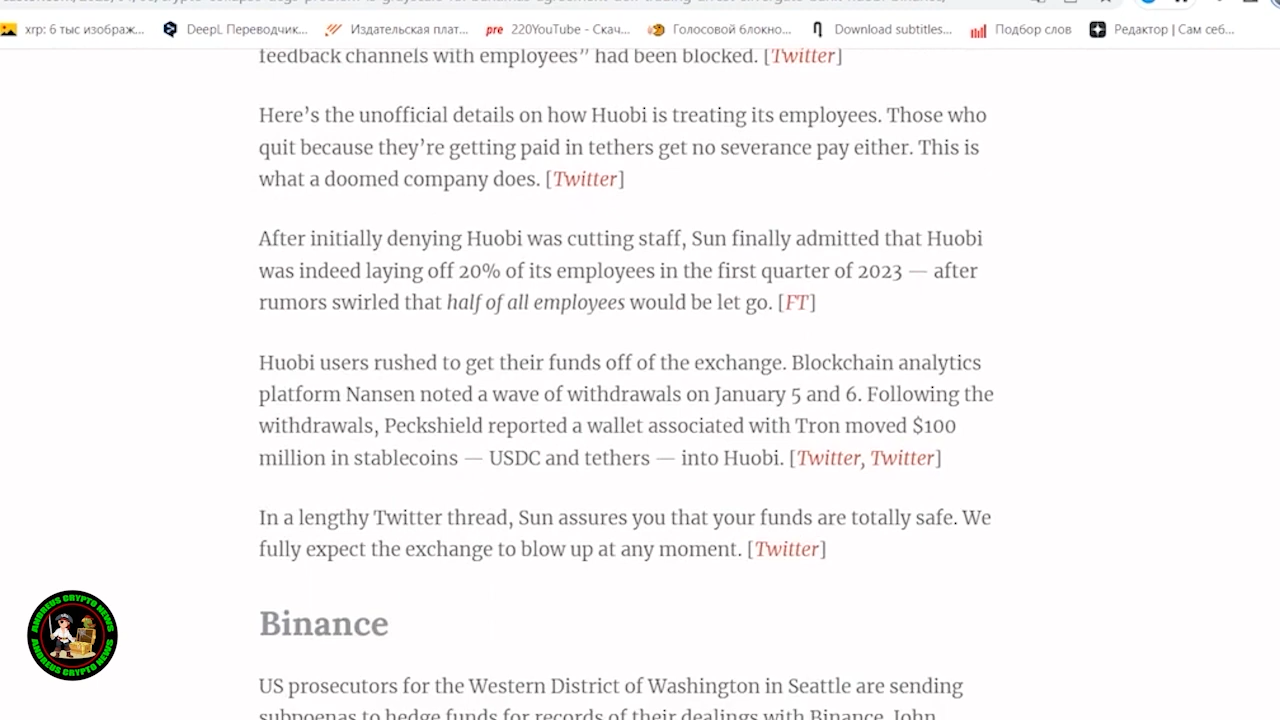 xrp: 6 тыс изображ...
DeepL Переводчик...
Издательская плат...
pre 220YouTube - Скач...
Голосовой блокно...
Download subtitles...
Подбор слов
Редактор | Сам себ...
feedback channels with employees” had been blocked. [Twitter]
Here’s the unofficial details on how Huobi is treating its employees. Those who
quit because they’re getting paid in tethers get no severance pay either. This is
what a doomed company does. [Twitter]
After initially denying Huobi was cutting staff, Sun finally admitted that Huobi
was indeed laying off 20% of its employees in the first quarter of 2023 — after
rumors swirled that half of all employees would be let go. [FT]
Huobi users rushed to get their funds off of the exchange. Blockchain analytics
platform Nansen noted a wave of withdrawals on January 5 and 6. Following the
withdrawals, Peckshield reported a wallet associated with Tron moved $100
million in stablecoins — USDC and tethers — into Huobi. [Twitter, Twitter]
In a lengthy Twitter thread, Sun assures you that your funds are totally safe. We
fully expect the exchange to blow up at any moment. [Twitter]
Binance
US prosecutors for the Western District of Washington in Seattle are sending
subpoenas to hedge funds for records of their dealings with Binance. John
ANDREUS CRYPTO NEWS
ANDREUS CRYPTO NEWS